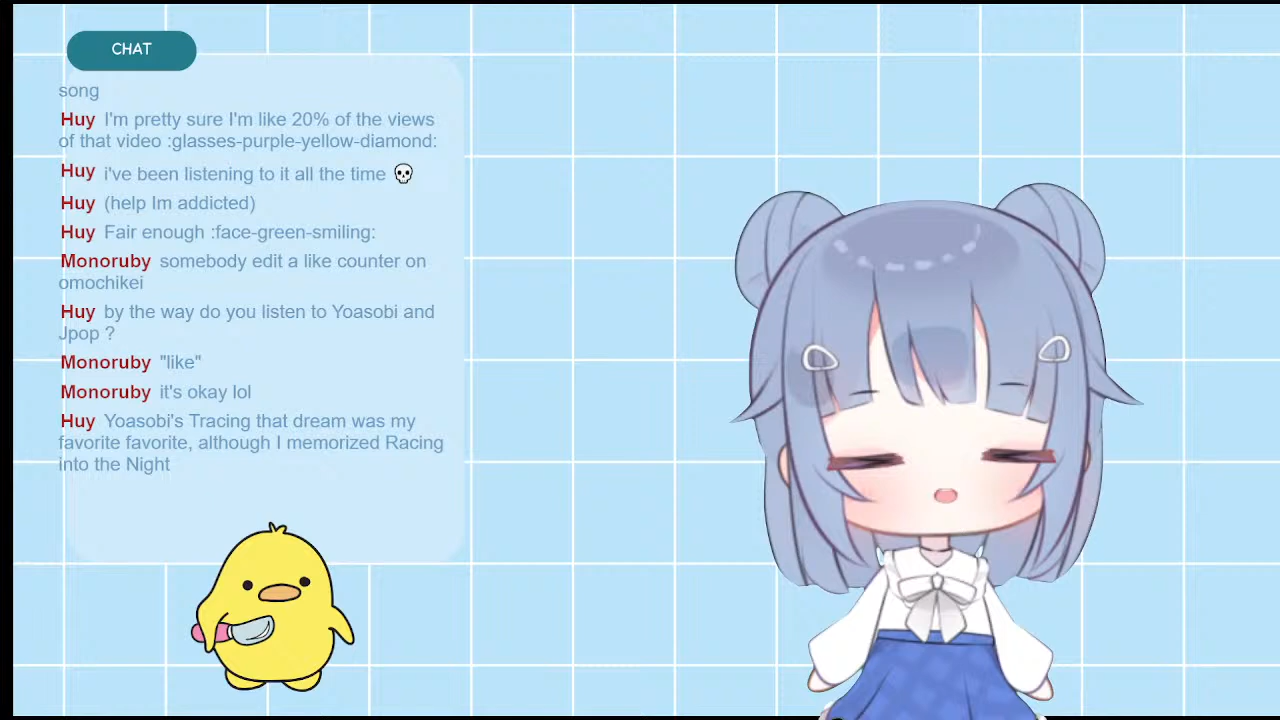 CHAT
song
Huy I'm pretty sure I'm like 20% of the views
of that video :glasses-purple-yellow-diamond:
Huy i've been listening to it all the time 💀
Huy (help Im addicted)
Huy Fair enough :face-green-smiling:
Monoruby somebody edit a like counter on
omochikei
Huy by the way do you listen to Yoasobi and
Jpop ?
Monoruby "like"
Monoruby it's okay lol
Huy Yoasobi's Tracing that dream was my
favorite favorite, although I memorized Racing
into the Night